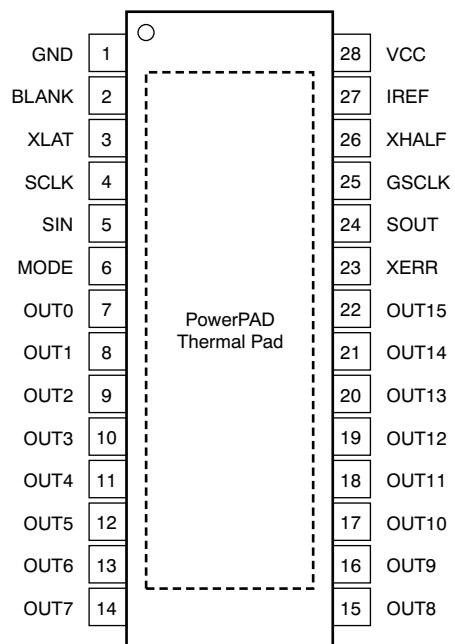 GND 1 28 VCC
BLANK 2 27 IREF
XLAT 3 26 XHALF
SCLK 4 25 GSCLK
SIN 5 24 SOUT
MODE 6 23 XERR
OUT0 7 22 OUT15
PowerPAD
Thermal Pad
OUT1 8 21 OUT14
OUT2 9 20 OUT13
OUT3 10 19 OUT12
OUT4 11 18 OUT11
OUT5 12 17 OUT10
OUT6 13 16 OUT9
OUT7 14 15 OUT8